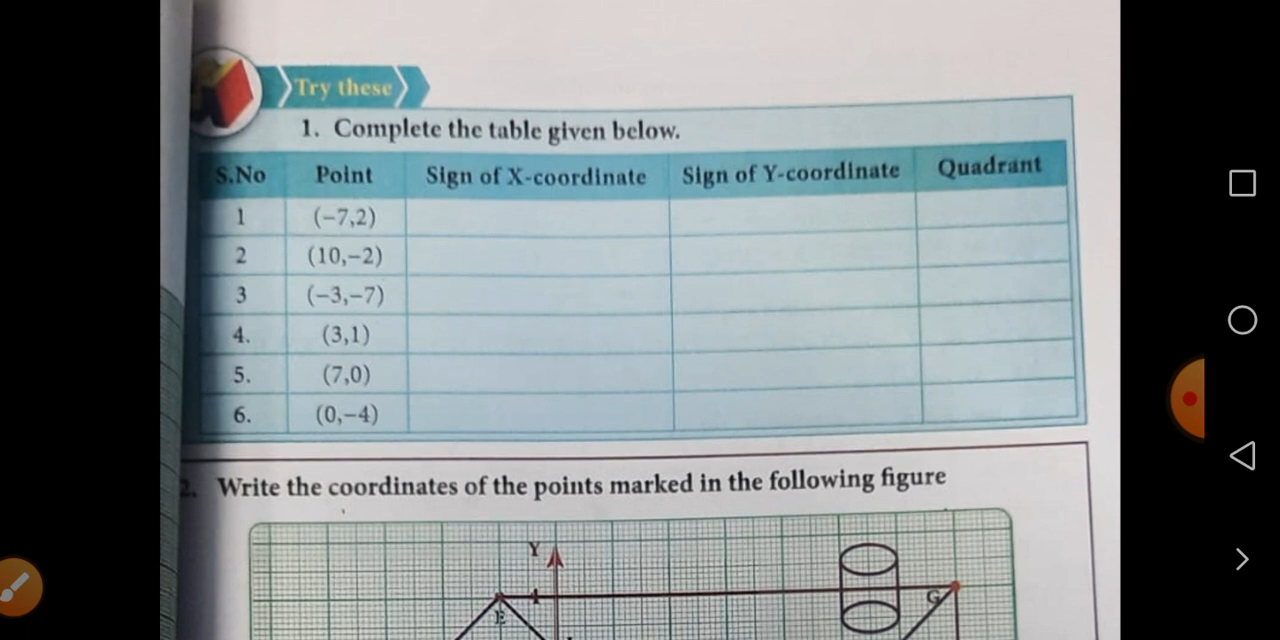 Try these
1. Complete the table given below.
S.No Point Sign of X-coordinate Sign of Y-coordinate Quadrant
1 (−7,2)
2 (10,−2)
3 (−3,−7)
4. (3,1)
5. (7,0)
6. (0,−4)
2. Write the coordinates of the points marked in the following figure
Y
4
G
E